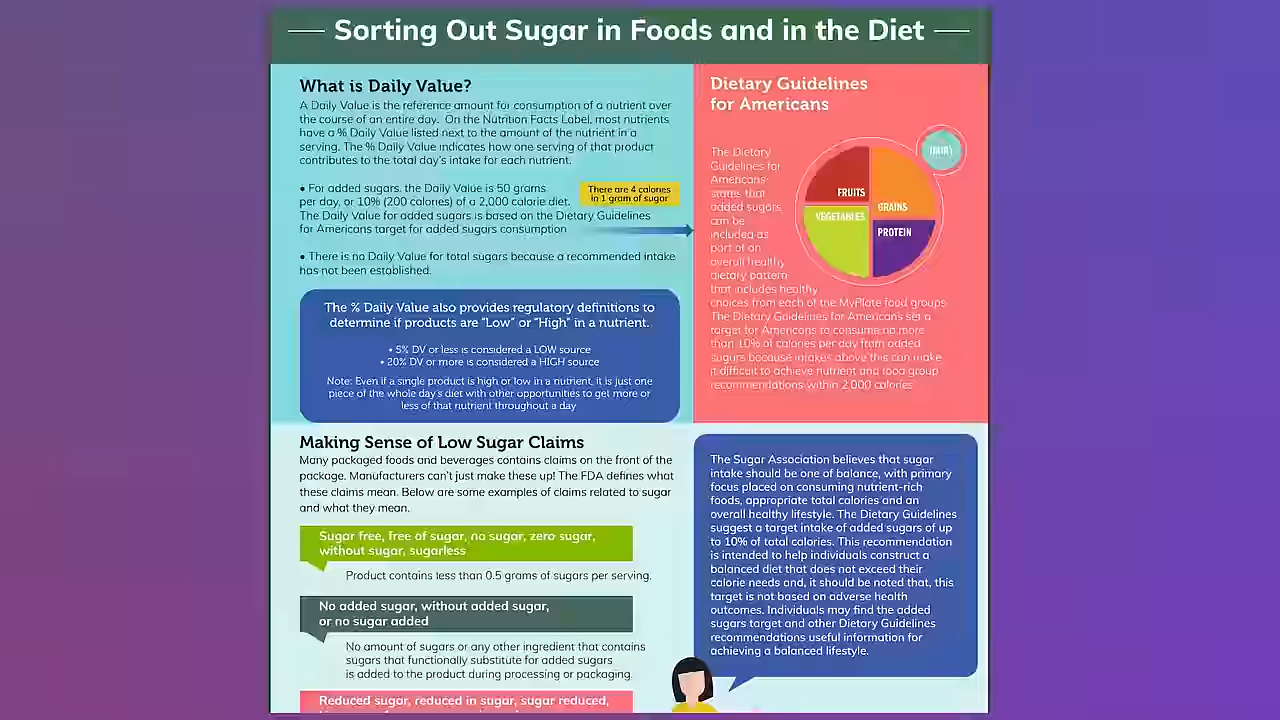 Sorting Out Sugar in Foods and in the Diet
What is Daily Value?
A Daily Value is the reference amount for consumption of a nutrient over
the course of an entire day. On the Nutrition Facts Label, most nutrients
have a % Daily Value listed next to the amount of the nutrient in a
serving. The % Daily Value indicates how one serving of that product
contributes to the total day's intake for each nutrient.
• For added sugars, the Daily Value is 50 grams
per day, or 10% (200 calories) of a 2,000 calorie diet.
The Daily Value for added sugars is based on the Dietary Guidelines
for Americans target for added sugars consumption
There are 4 calories
in 1 gram of sugar
• There is no Daily Value for total sugars because a recommended intake
has not been established.
The % Daily Value also provides regulatory definitions to
determine if products are "Low" or "High" in a nutrient.
• 5% DV or less is considered a LOW source
• 20% DV or more is considered a HIGH source
Note: Even if a single product is high or low in a nutrient, it is just one
piece of the whole day's diet with other opportunities to get more or
less of that nutrient throughout a day
Dietary Guidelines
for Americans
The Dietary
Guidelines for
Americans
state that
added sugars
can be
included as
part of an
overall healthy
dietary pattern
that includes healthy
choices from each of the MyPlate food groups
The Dietary Guidelines for American's set a
target for Americans to consume no more
than 10% of calories per day from added
sugars because intakes above this can make
it difficult to achieve nutrient and food group
recommendations within 2,000 calories
DAIRY
FRUITS
GRAINS
VEGETABLES
PROTEIN
Making Sense of Low Sugar Claims
Many packaged foods and beverages contains claims on the front of the
package. Manufacturers can't just make these up! The FDA defines what
these claims mean. Below are some examples of claims related to sugar
and what they mean.
Sugar free, free of sugar, no sugar, zero sugar,
without sugar, sugarless
Product contains less than 0.5 grams of sugars per serving.
No added sugar, without added sugar,
or no sugar added
No amount of sugars or any other ingredient that contains
sugars that functionally substitute for added sugars
is added to the product during processing or packaging.
Reduced sugar, reduced in sugar, sugar reduced,
The Sugar Association believes that sugar
intake should be one of balance, with primary
focus placed on consuming nutrient-rich
foods, appropriate total calories and an
overall healthy lifestyle. The Dietary Guidelines
suggest a target intake of added sugars of up
to 10% of total calories. This recommendation
is intended to help individuals construct a
balanced diet that does not exceed their
calorie needs and, it should be noted that, this
target is not based on adverse health
outcomes. Individuals may find the added
sugars target and other Dietary Guidelines
recommendations useful information for
achieving a balanced lifestyle.